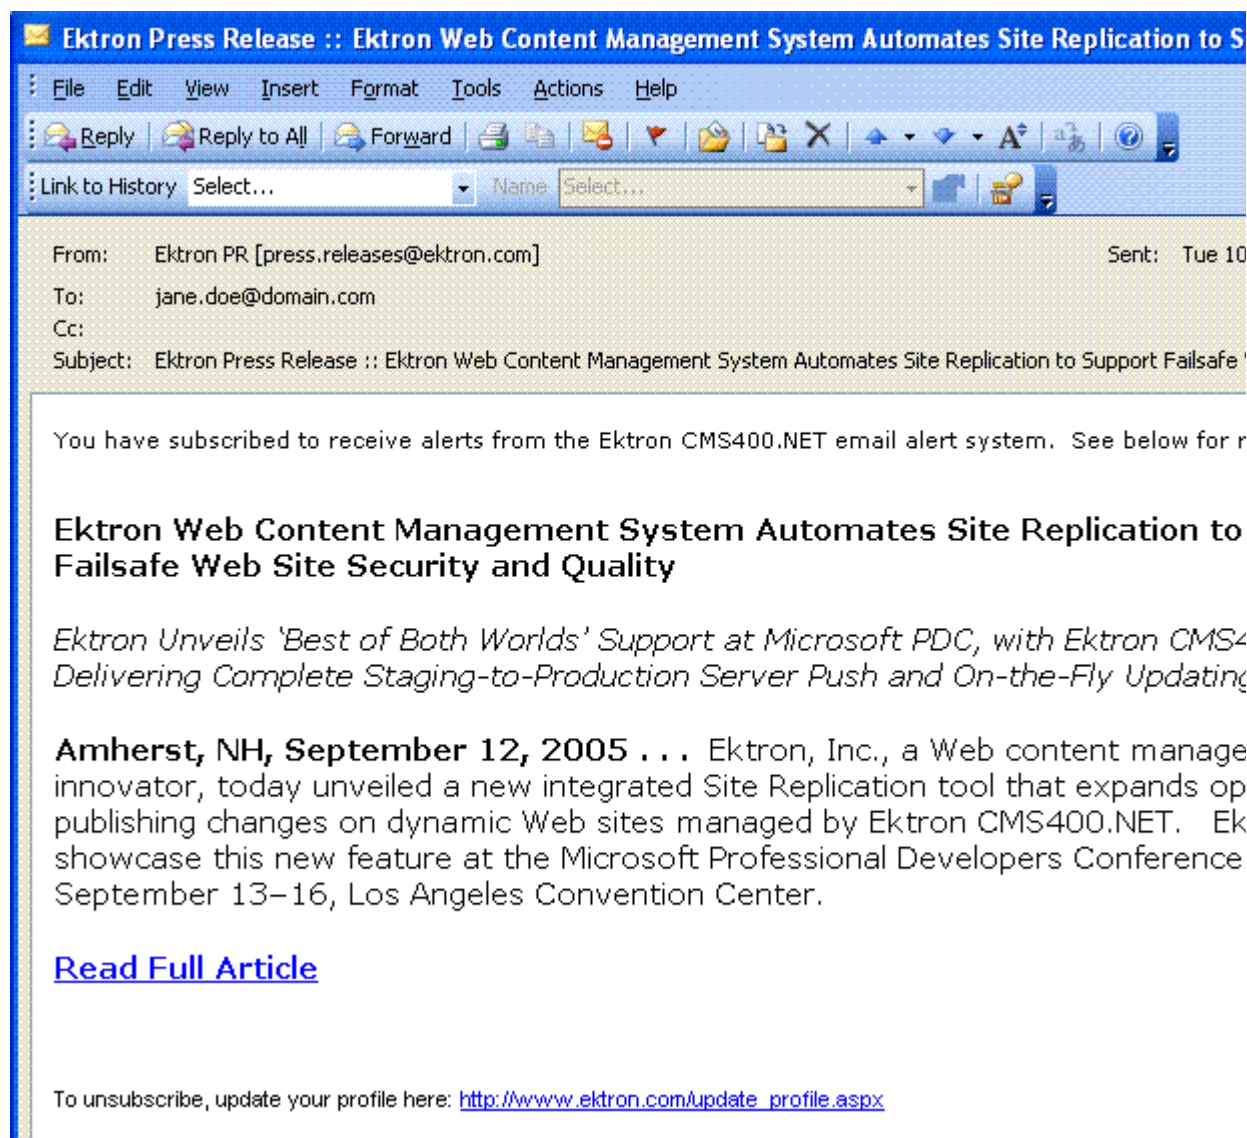 Ektron Press Release :: Ektron Web Content Management System Automates Site Replication to S
File Edit View Insert Format Tools Actions Help
Reply Reply to All Forward
Link to History Select... Name Select...
From: Ektron PR [press.releases@ektron.com] Sent: Tue 10
To: jane.doe@domain.com
Cc:
Subject: Ektron Press Release :: Ektron Web Content Management System Automates Site Replication to Support Failsafe
You have subscribed to receive alerts from the Ektron CMS400.NET email alert system. See below for
Ektron Web Content Management System Automates Site Replication to
Failsafe Web Site Security and Quality
Ektron Unveils ‘Best of Both Worlds’ Support at Microsoft PDC, with Ektron CMS4
Delivering Complete Staging-to-Production Server Push and On-the-Fly Updating
Amherst, NH, September 12, 2005 . . . Ektron, Inc., a Web content manage
innovator, today unveiled a new integrated Site Replication tool that expands op
publishing changes on dynamic Web sites managed by Ektron CMS400.NET. Ek
showcase this new feature at the Microsoft Professional Developers Conference
September 13–16, Los Angeles Convention Center.
Read Full Article
To unsubscribe, update your profile here: http://www.ektron.com/update_profile.aspx